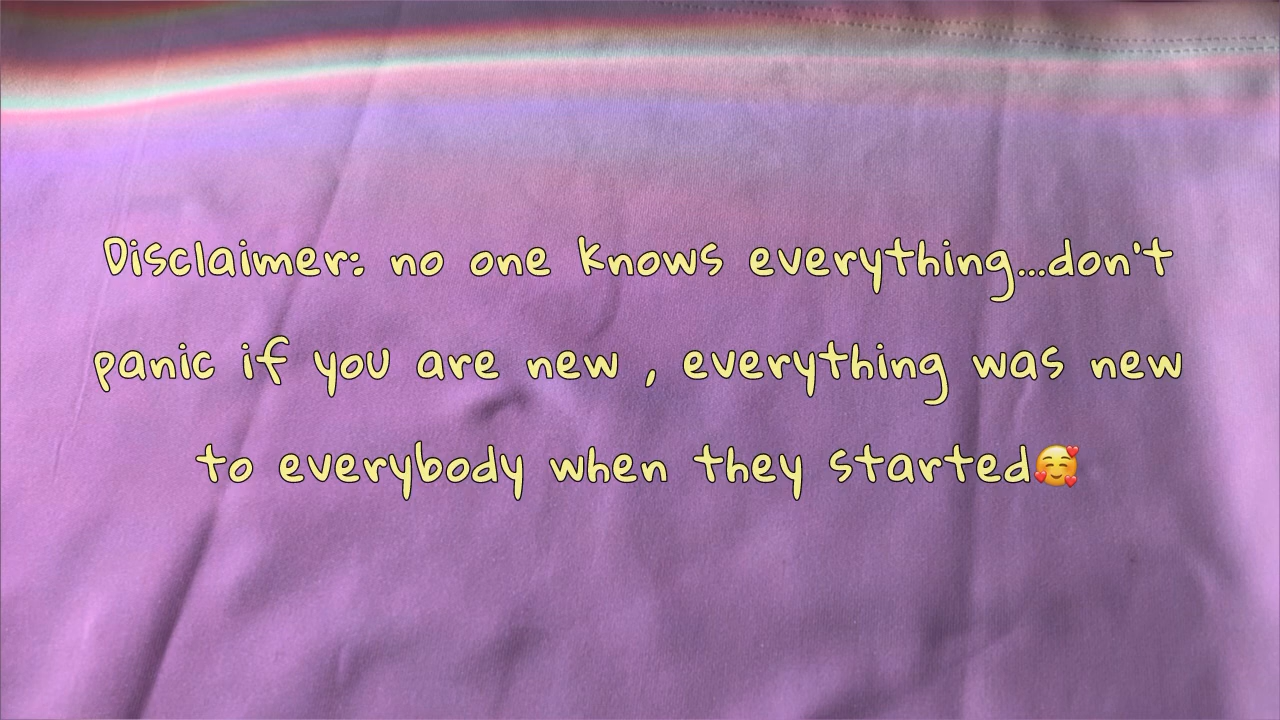 Disclaimer: no one knows everything...don't
panic if you are new , everything was new
to everybody when they started🥰